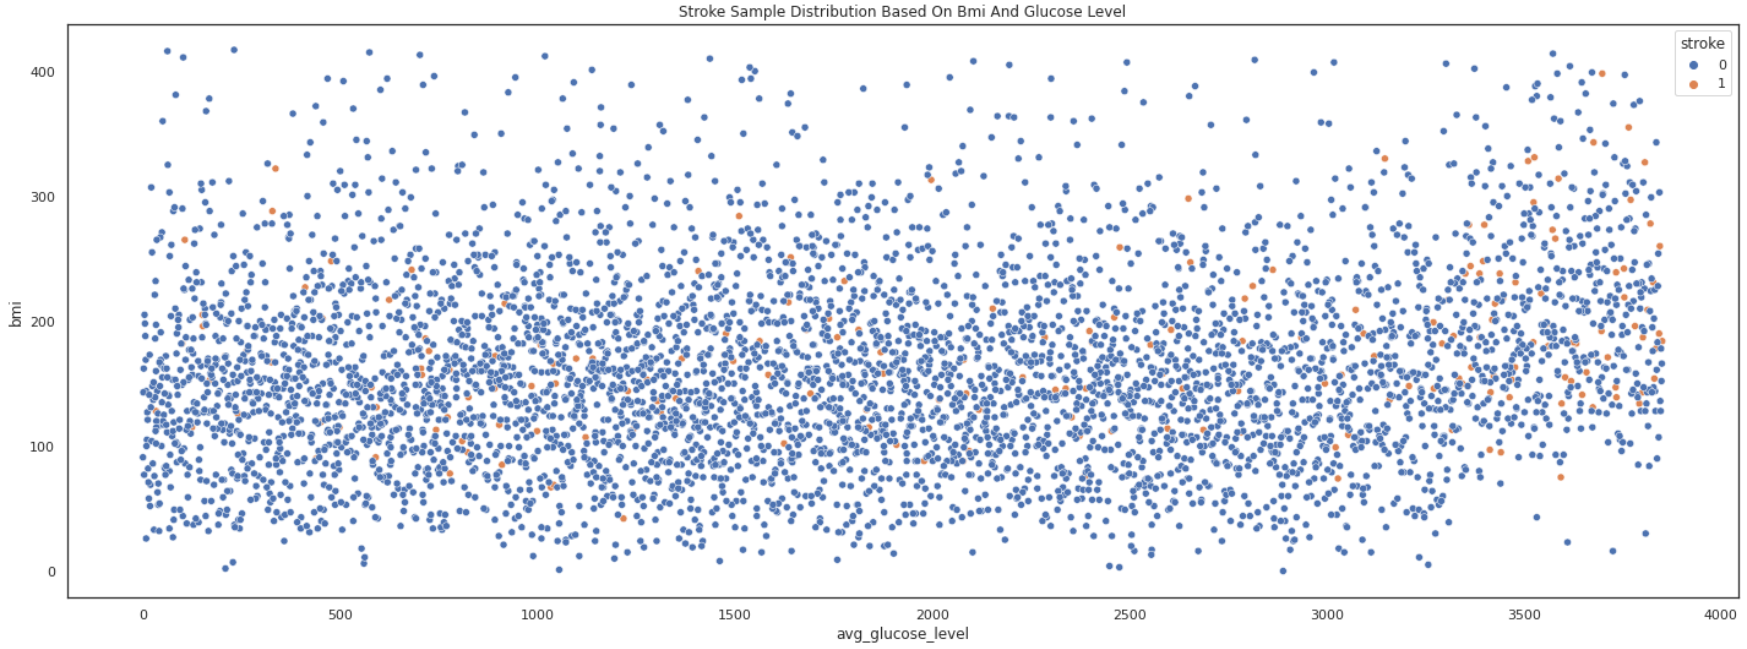 Stroke Sample Distribution Based On Bmi And Glucose Level
stroke
0
1
400
300
200
100
0
bmi
0 500 1000 1500 2000 2500 3000 3500 4000
avg_glucose_level